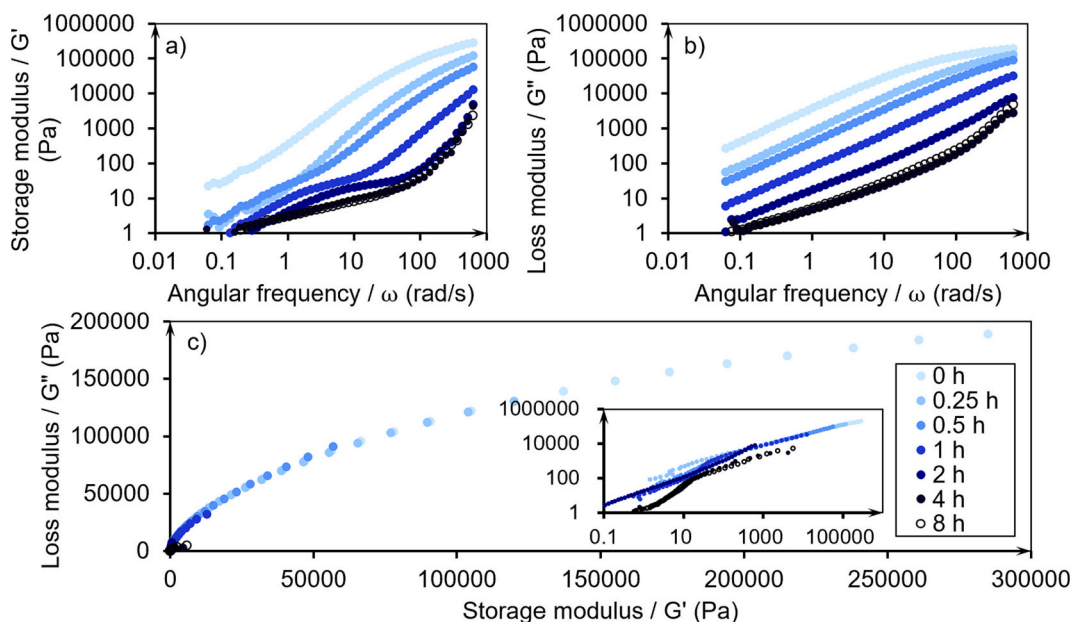 a)
Storage modulus / G'
(Pa)
1000000
100000
10000
1000
100
10
1
0.01 0.1 1 10 100 1000
Angular frequency / ω (rad/s)
b)
Loss modulus / G" (Pa)
1000000
100000
10000
1000
100
10
1
0.01 0.1 1 10 100 1000
Angular frequency / ω (rad/s)
c)
Loss modulus / G" (Pa)
200000
150000
100000
50000
0
0 50000 100000 150000 200000 250000 300000
Storage modulus / G' (Pa)
1000000
10000
100
1
0.1 10 1000 100000
0 h
0.25 h
0.5 h
1 h
2 h
4 h
8 h